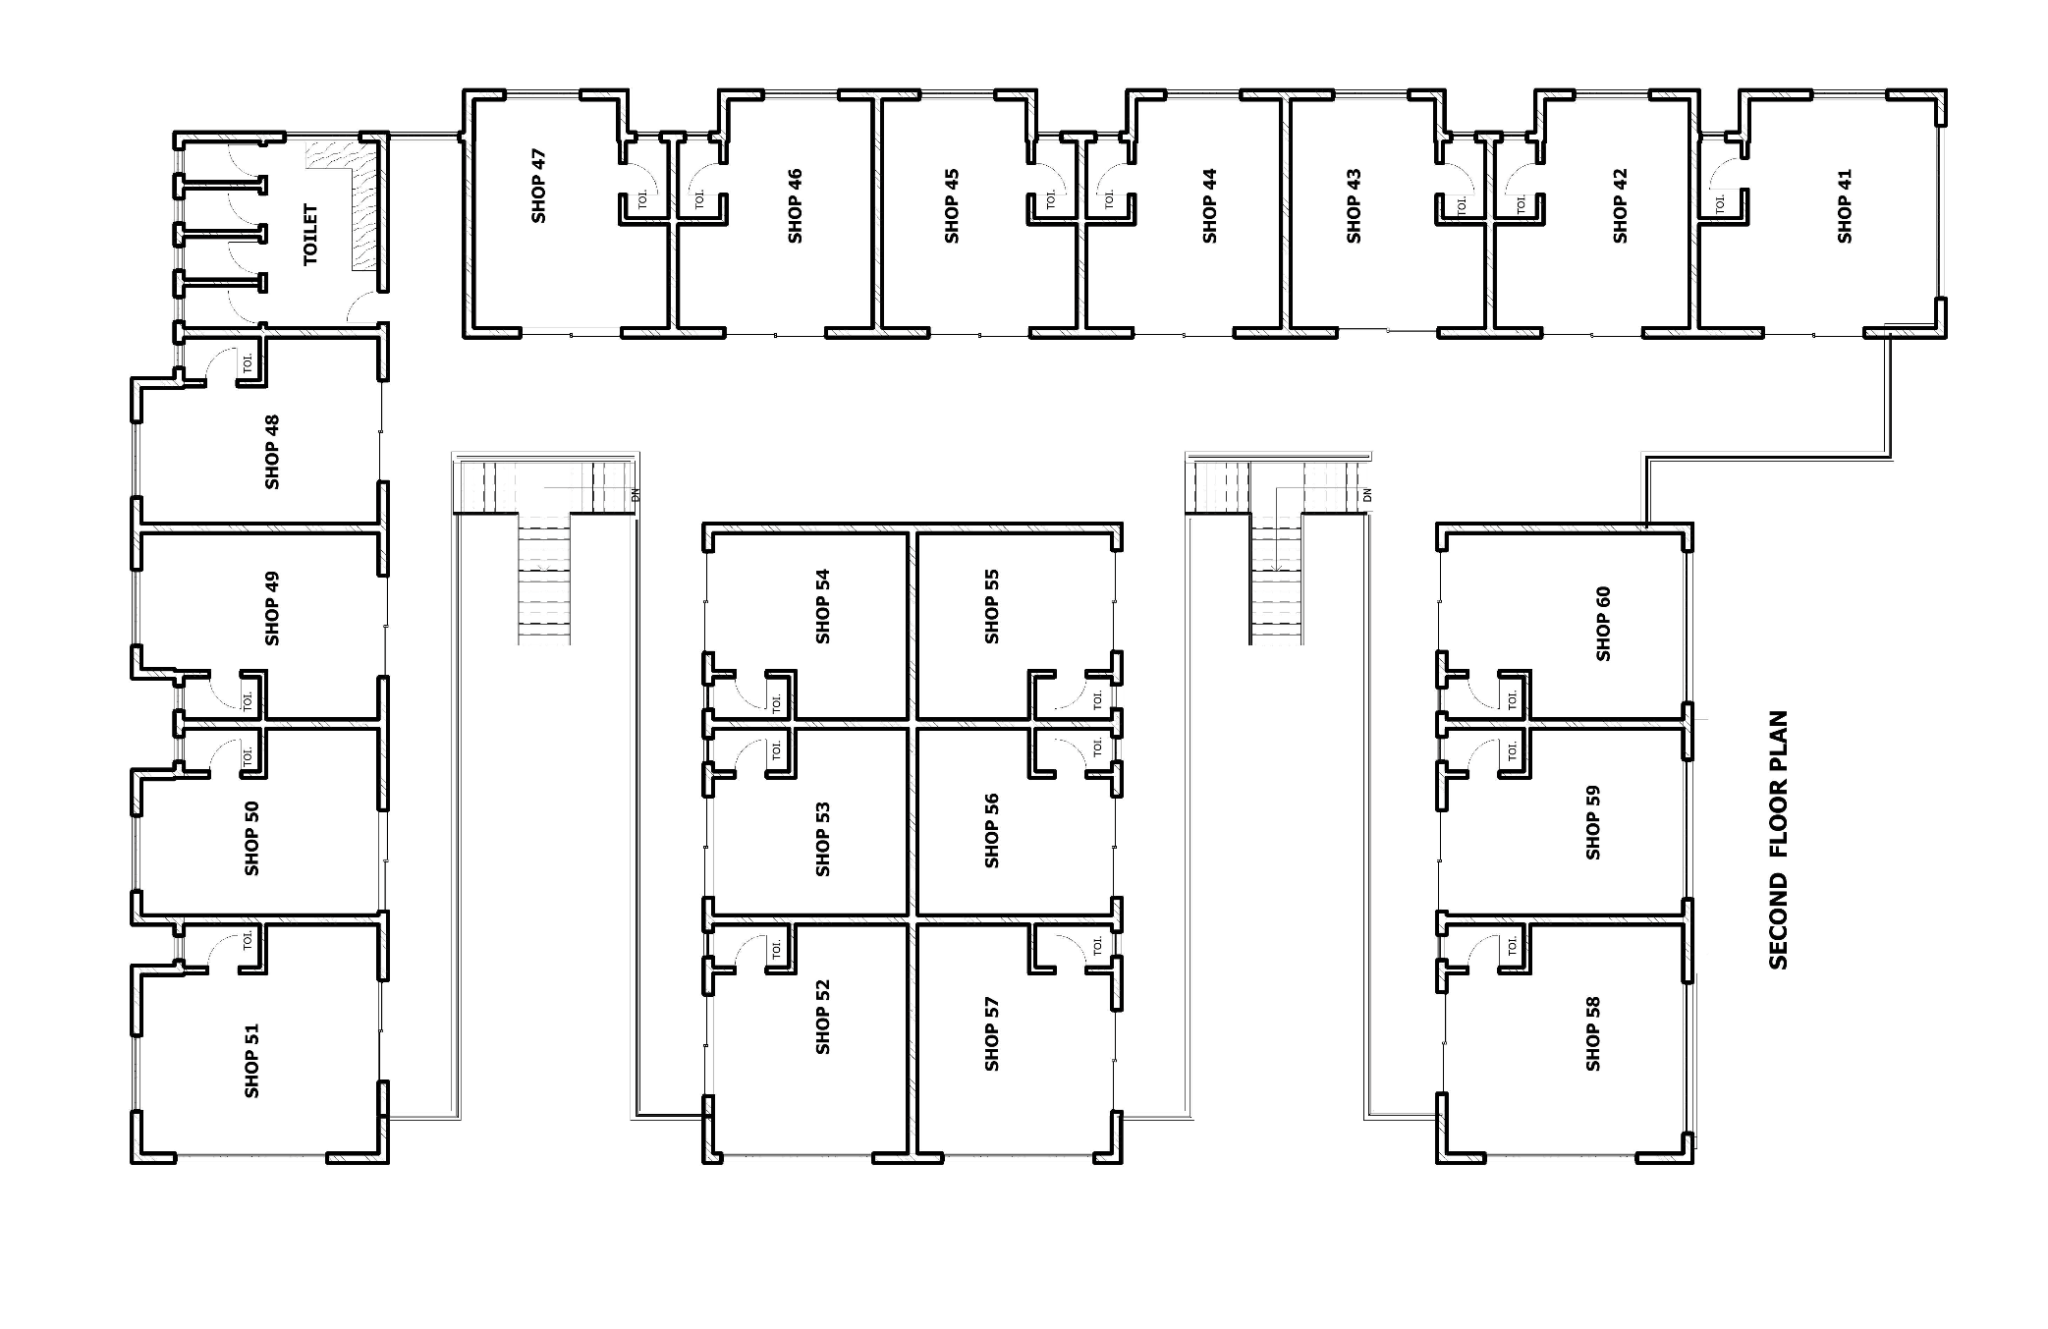 SHOP 47
SHOP 46
SHOP 45
SHOP 44
SHOP 43
SHOP 42
SHOP 41
TOI.
TOI.
TOI.
TOI.
TOI.
TOI.
TOI.
TOILET
TOI.
SHOP 48
DN
DN
SHOP 49
TOI.
SHOP 54
TOI.
SHOP 55
TOI.
SHOP 60
TOI.
TOI.
SHOP 50
TOI.
SHOP 53
TOI.
SHOP 56
TOI.
SHOP 59
TOI.
SHOP 51
TOI.
SHOP 52
TOI.
SHOP 57
TOI.
SHOP 58
SECOND FLOOR PLAN